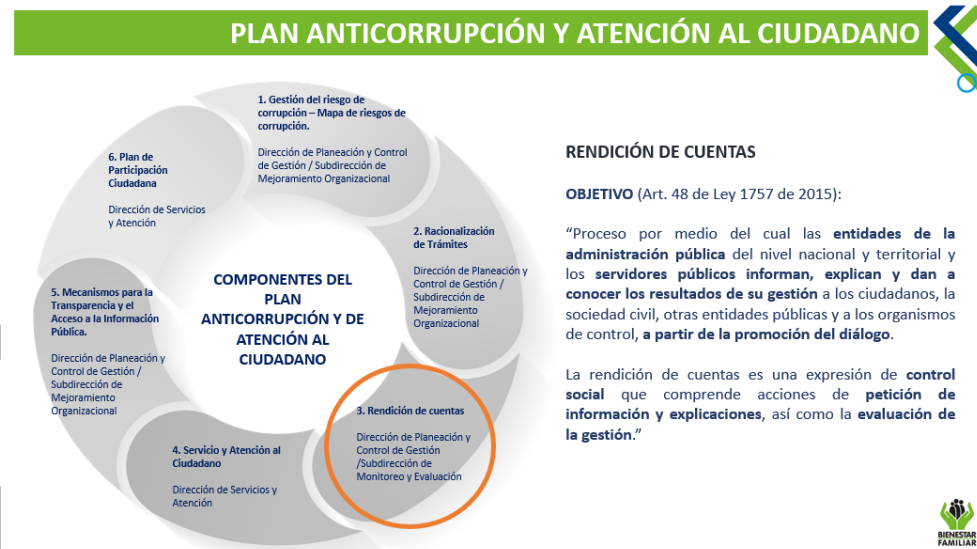 PLAN ANTICORRUPCIÓN Y ATENCIÓN AL CIUDADANO
1. Gestión del riesgo de
corrupción – Mapa de riesgos de
corrupción.
Dirección de Planeación y Control
de Gestión / Subdirección de
Mejoramiento Organizacional
2. Racionalización
de Trámites
Dirección de Planeación y
Control de Gestión /
Subdirección de
Mejoramiento
Organizacional
3. Rendición de cuentas
Dirección de Planeación y
Control de Gestión
/Subdirección de
Monitoreo y Evaluación
4. Servicio y Atención al
Ciudadano
Dirección de Servicios y
Atención
5. Mecanismos para la
Transparencia y el
Acceso a la Información
Pública.
Dirección de Planeación y
Control de Gestión /
Subdirección de
Mejoramiento
Organizacional
6. Plan de
Participación
Ciudadana
Dirección de Servicios
y Atención
COMPONENTES DEL
PLAN
ANTICORRUPCIÓN Y DE
ATENCIÓN AL
CIUDADANO
RENDICIÓN DE CUENTAS
OBJETIVO (Art. 48 de Ley 1757 de 2015):
“Proceso por medio del cual las entidades de la
administración pública del nivel nacional y territorial y
los servidores públicos informan, explican y dan a
conocer los resultados de su gestión a los ciudadanos, la
sociedad civil, otras entidades públicas y a los organismos
de control, a partir de la promoción del diálogo.
La rendición de cuentas es una expresión de control
social que comprende acciones de petición de
información y explicaciones, así como la evaluación de
la gestión.”
BIENESTAR
FAMILIAR